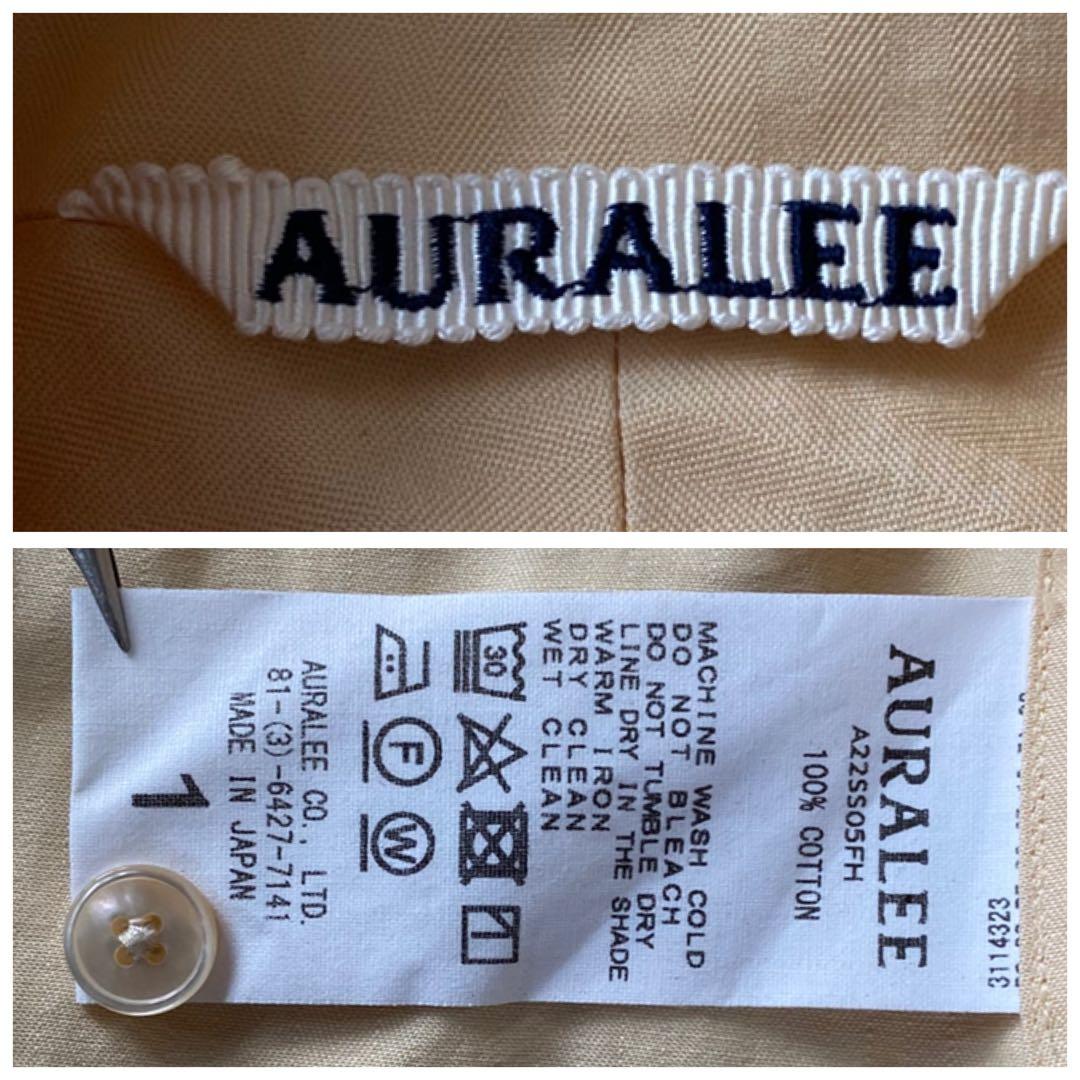 AURALEE
3114323
AURALEE
A22SS05FH
100% COTTON
MACHINE WASH COLD
DO NOT BLEACH
DO NOT TUMBLE DRY
LINE DRY IN THE SHADE
WARM IRON
DRY CLEAN
WET CLEAN
30
F
W
AURALEE CO., LTD.
81-(3)-6427-7141
MADE IN JAPAN
1